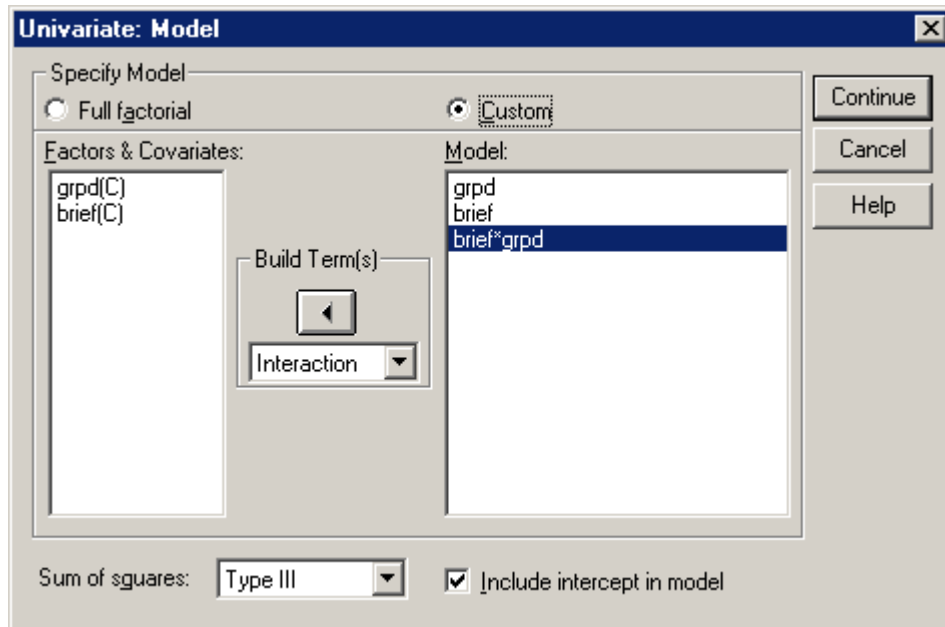 Univariate: Model
Specify Model
Full factorial
Custom
Continue
Factors & Covariates:
Model:
Cancel
grpd(C)
brief(C)
grpd
brief
brief*grpd
Help
Build Term(s)
Interaction
Sum of squares:
Type III
Include intercept in model